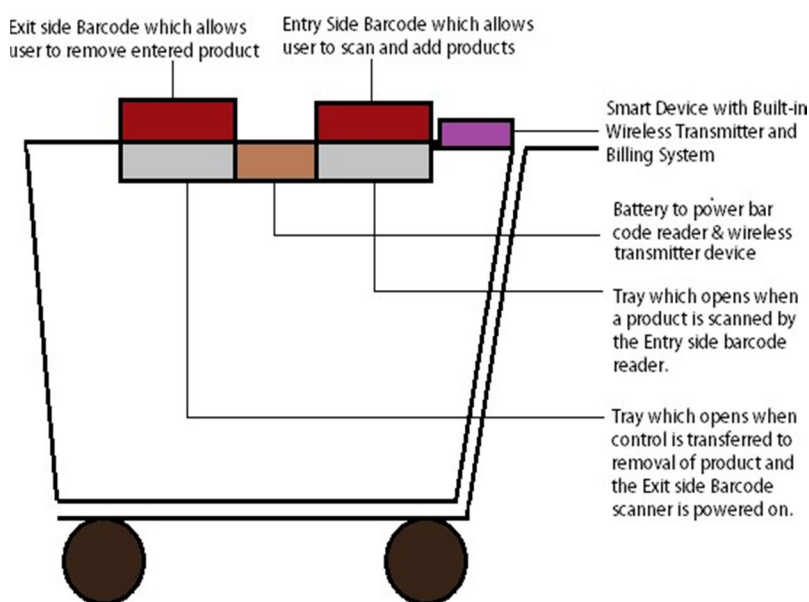 Exit side Barcode which allows
user to remove entered product
Entry Side Barcode which allows
user to scan and add products
Smart Device with Built-in
Wireless Transmitter and
Billing System
Battery to power bar
code reader & wireless
transmitter device
Tray which opens when
a product is scanned by
the Entry side barcode
reader.
Tray which opens when
control is transferred to
removal of product and
the Exit side Barcode
scanner is powered on.